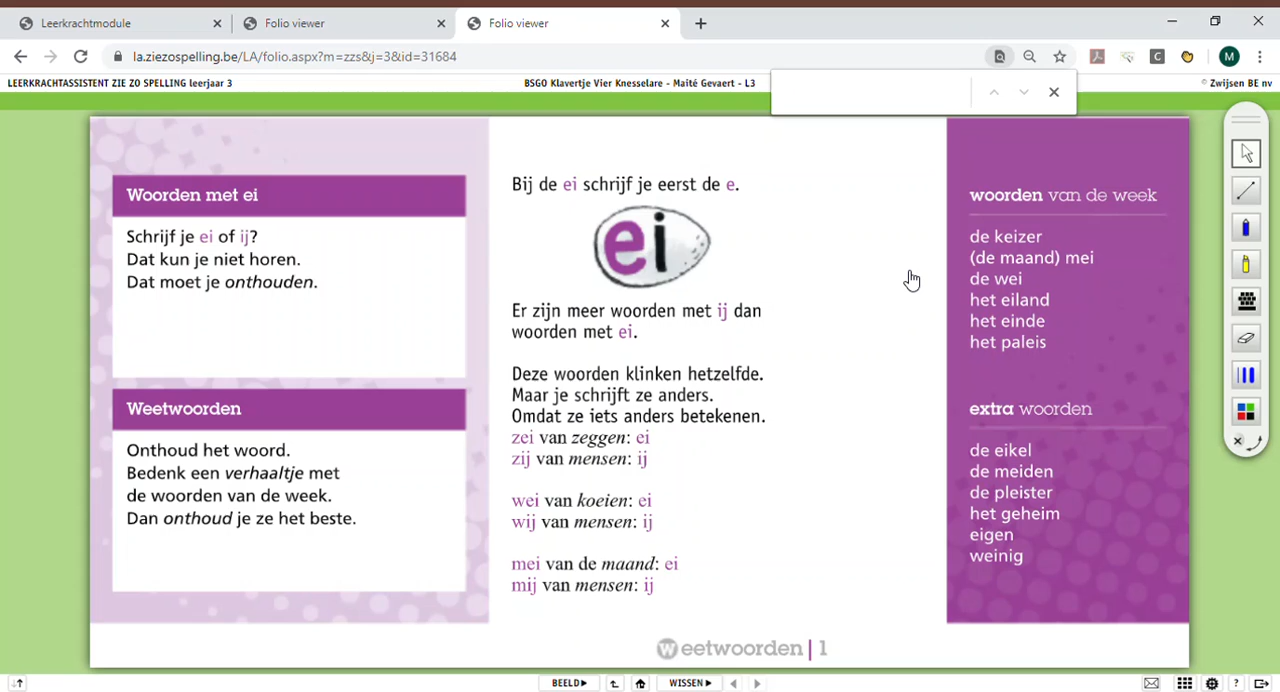 Leerkrachtmodule
Folio viewer
Folio viewer
la.ziezospelling.be/LA/folio.aspx?m=zzs&j=3&id=31684
C
M
LEERKRACHTASSISTENT ZIE ZO SPELLING leerjaar 3
BSGO Klavertje Vier Knesselare - Maité Gevaert - L3
© Zwijsen BE nv
Woorden met ei
Schrijf je ei of ij?
Dat kun je niet horen.
Dat moet je onthouden.
Weetwoorden
Onthoud het woord.
Bedenk een verhaaltje met
de woorden van de week.
Dan onthoud je ze het beste.
Bij de ei schrijf je eerst de e.
ei
Er zijn meer woorden met ij dan
woorden met ei.
Deze woorden klinken hetzelfde.
Maar je schrijft ze anders.
Omdat ze iets anders betekenen.
zei van zeggen: ei
zij van mensen: ij
wei van koeien: ei
wij van mensen: ij
mei van de maand: ei
mij van mensen: ij
weetwoorden | 1
woorden van de week
de keizer
(de maand) mei
de wei
het eiland
het einde
het paleis
extra woorden
de eikel
de meiden
de pleister
het geheim
eigen
weinig
BEELD
WISSEN
?